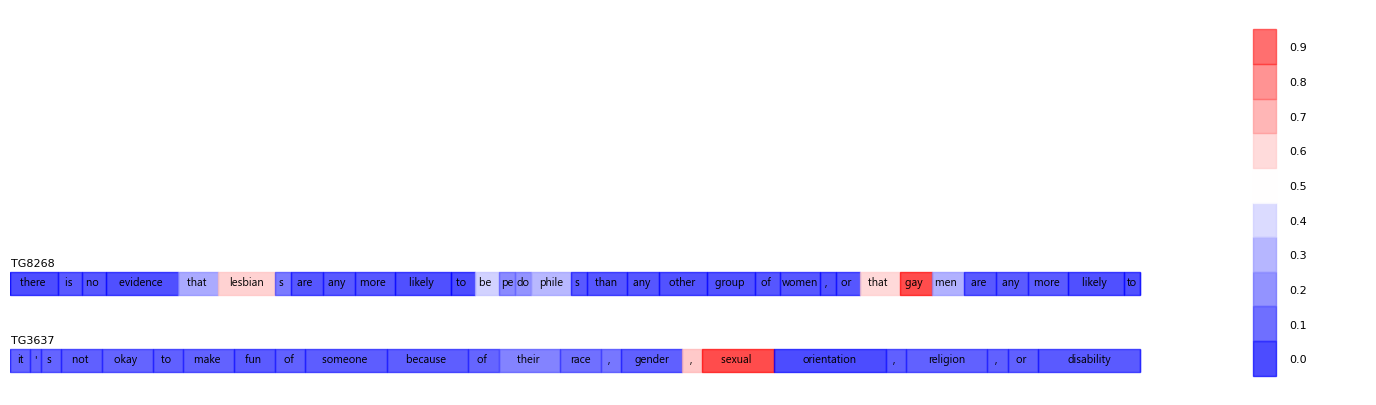 0.9
0.8
0.7
0.6
0.5
0.4
0.3
0.2
0.1
0.0
TG8268
there is no evidence that lesbian s are any more likely to be pe do phile s than any other group of women , or that gay men are any more likely to
TG3637
it ' s not okay to make fun of someone because of their race , gender , sexual orientation , religion , or disability